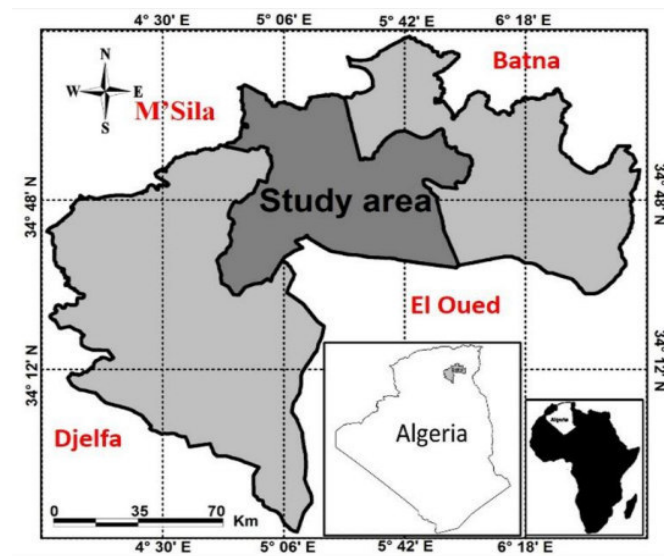 4° 30' E 5° 06' E 5° 42' E 6° 18' E
N
W E
S
Batna
M'Sila
34° 48' N
34° 48' N
Study area
El Oued
34° 12' N
34° 12' N
Algeria
Algeria
Djelfa
0 35 70
Km
4° 30' E 5° 06' E 5° 42' E 6° 18' E